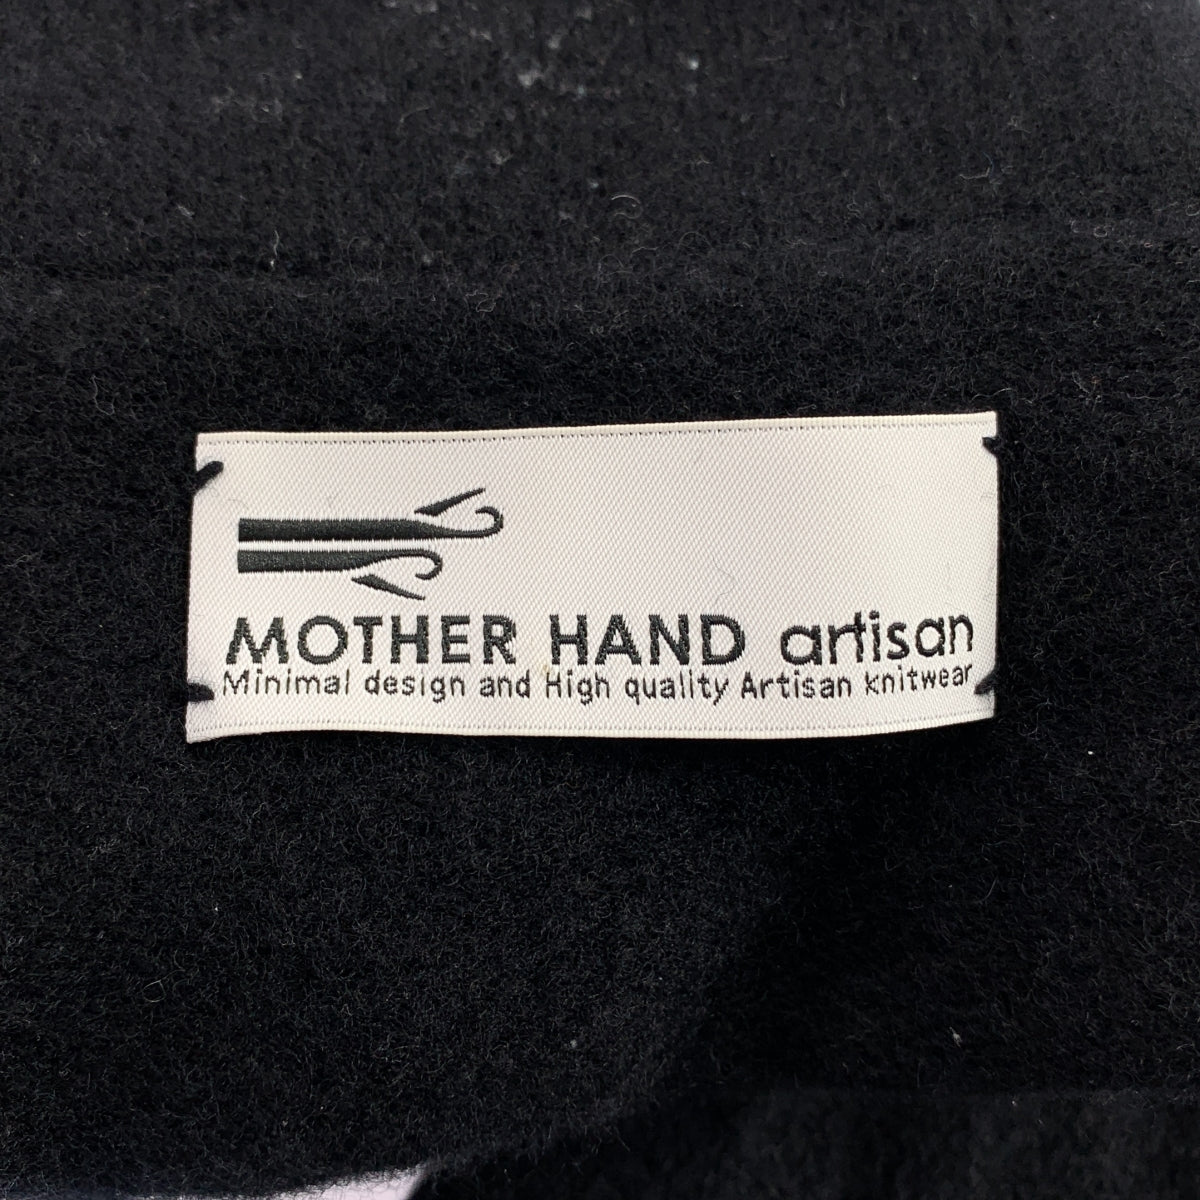 MOTHER HAND artisan
Minimal design and High quality Artisan knitwear